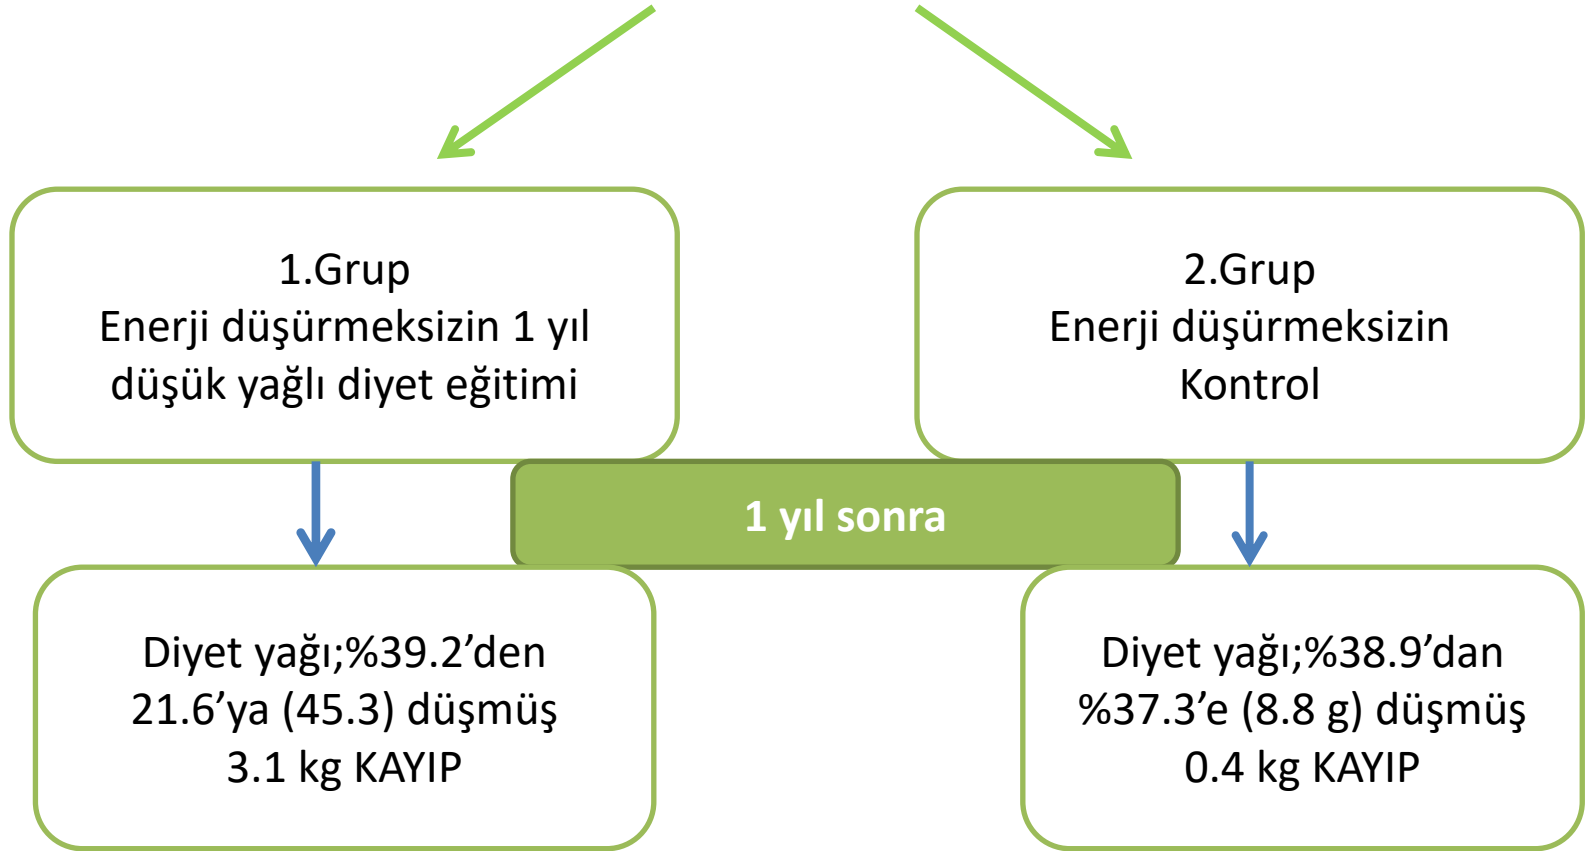 1.Grup
Enerji düşürmeksizin 1 yıl
düşük yağlı diyet eğitimi
2.Grup
Enerji düşürmeksizin
Kontrol
1 yıl sonra
Diyet yağı;%39.2’den
21.6’ya (45.3) düşmüş
3.1 kg KAYIP
Diyet yağı;%38.9’dan
%37.3’e (8.8 g) düşmüş
0.4 kg KAYIP